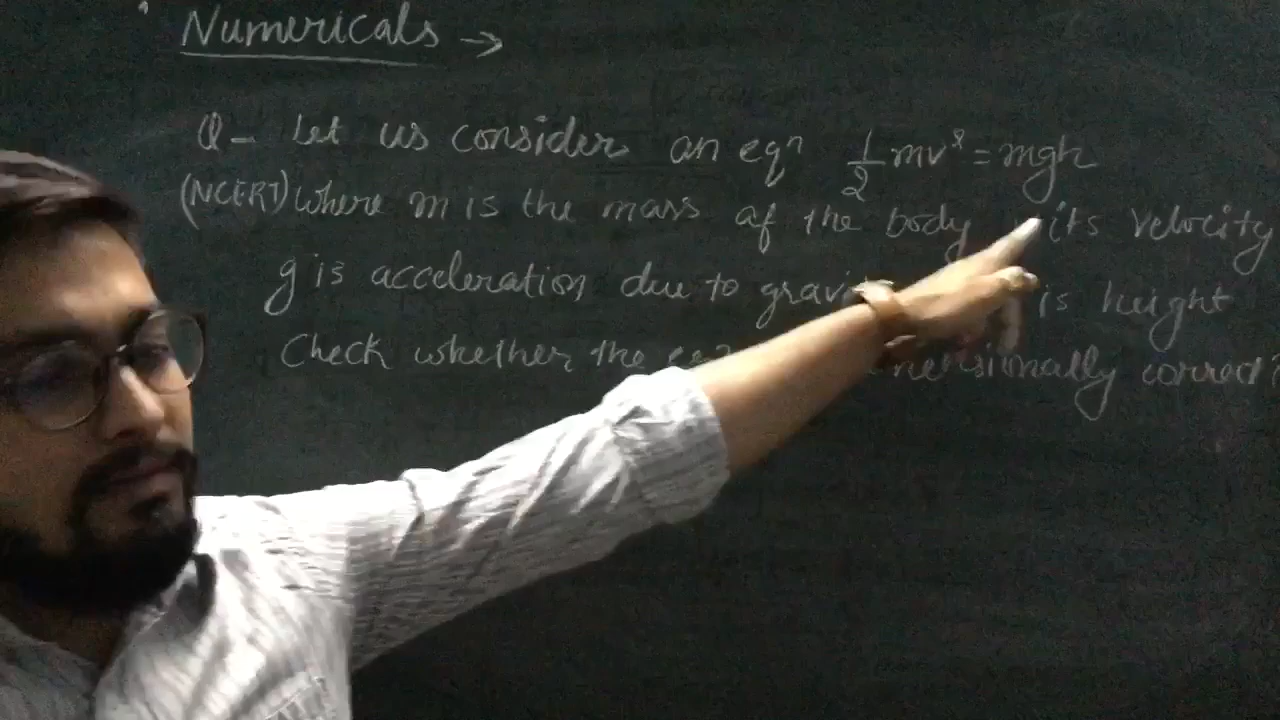 Numericals →
Q- Let us consider an eqn 1/2 mv² = mgh
(NCERT) Where m is the mass of the body its velocity
g is acceleration due to is height
Check whether the correct